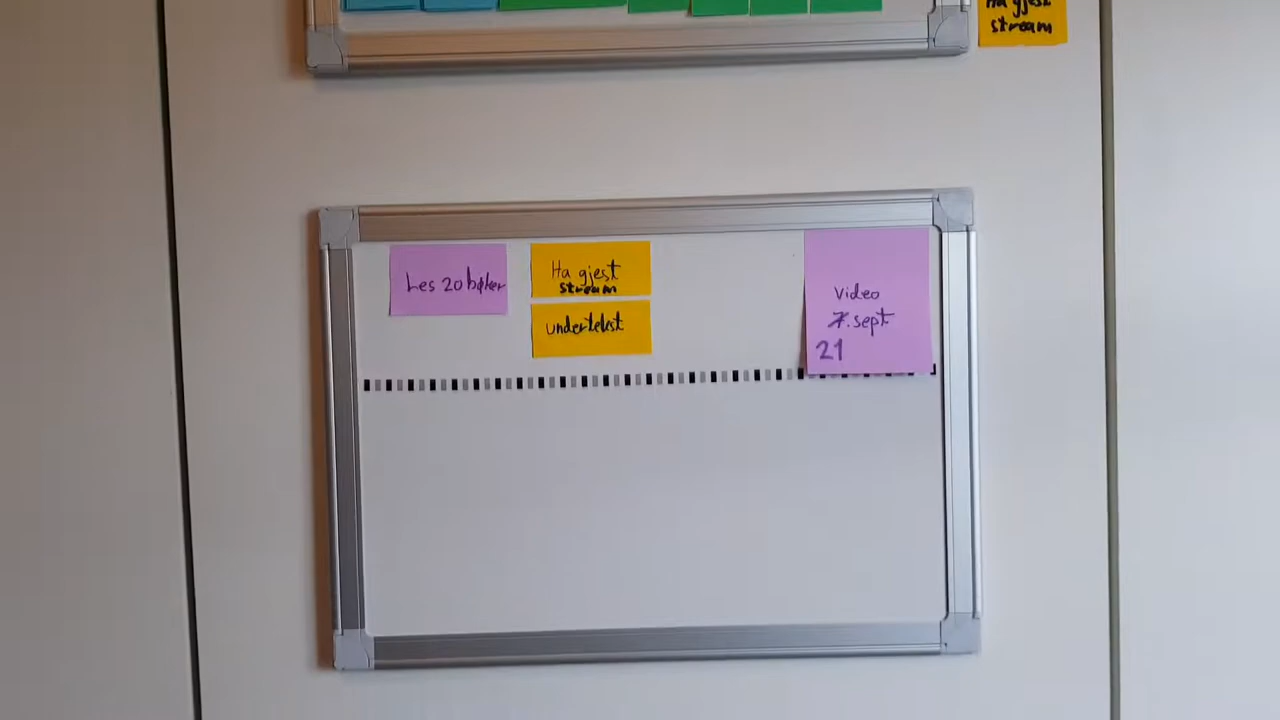 Ha gjest
stream
Les 20 bøker
Ha gjest
stream
undertekst
Video
7. sept
21